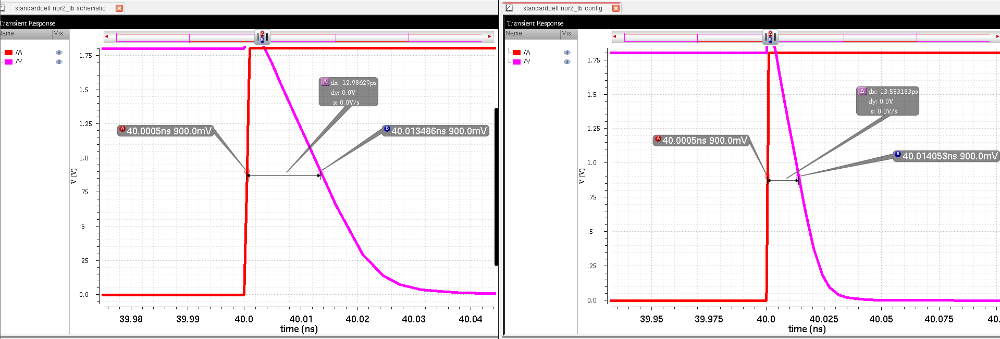 standardcell nor2_tb schematic
Transient Response
Name Vis
/A
/Y
A
B
1.75
1.5
1.25
1.0
.75
.5
.25
0.0
V (V)
Δ dx: 12.98629ps
dy: 0.0V
s: 0.0V/s
A 40.0005ns 900.0mV
B 40.013486ns 900.0mV
39.98 39.99 40.0 40.01 40.02 40.03 40.04
time (ns)
standardcell nor2_tb config
Transient Response
Name Vis
/A
/Y
A
B
1.75
1.5
1.25
1.0
.75
.5
.25
0.0
V (V)
Δ dx: 13.553183ps
dy: 0.0V
s: 0.0V/s
A 40.0005ns 900.0mV
B 40.014053ns 900.0mV
39.95 39.975 40.0 40.025 40.05 40.075 40.
time (ns)